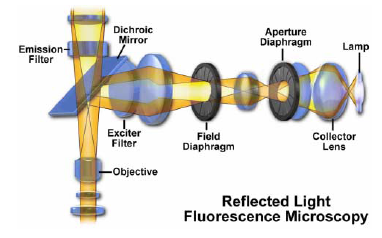 Dichroic
Mirror
Aperture
Diaphragm
Lamp
Emission
Filter
Exciter
Filter
Field
Diaphragm
Collector
Lens
Objective
Reflected Light
Fluorescence Microscopy